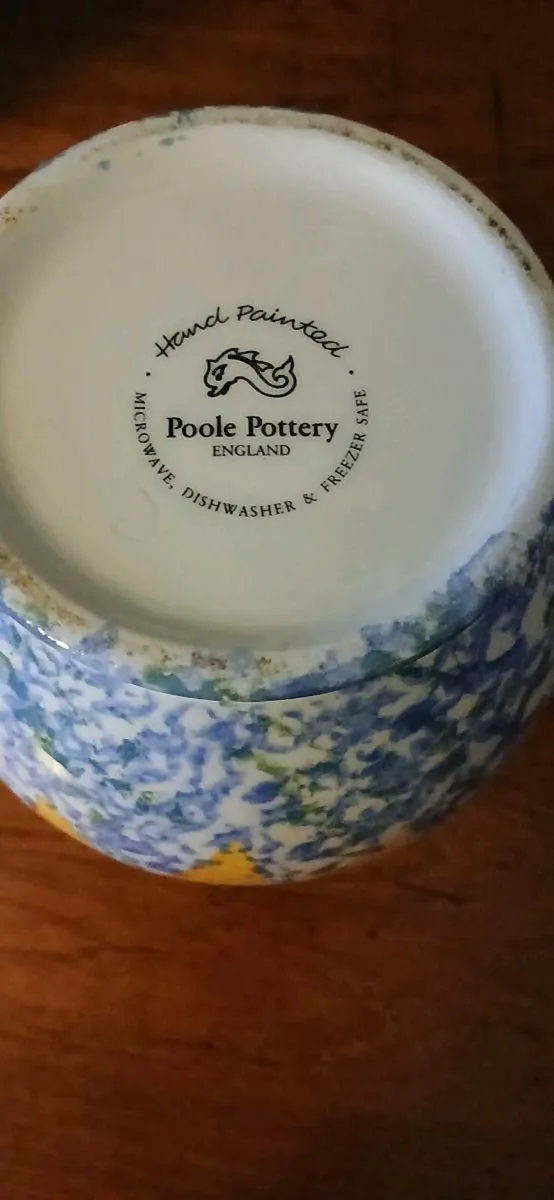 Hand Painted
Poole Pottery
ENGLAND
MICROWAVE, DISHWASHER & FREEZER SAFE